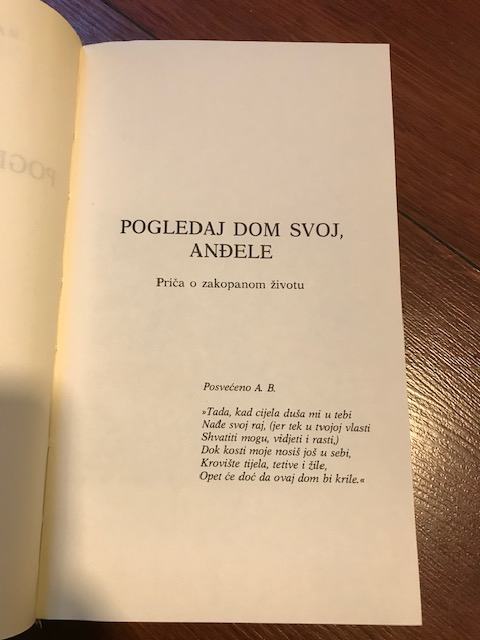 POGLEDAJ DOM SVOJ,
ANĐELE
Priča o zakopanom životu
Posvećeno A. B.
»Tada, kad cijela duša mi u tebi
Nađe svoj raj, (jer tek u tvojoj vlasti
Shvatiti mogu, vidjeti i rasti,)
Dok kosti moje nosiš još u sebi,
Krovište tijela, tetive i žile,
Opet će doć da ovaj dom bi krile.«